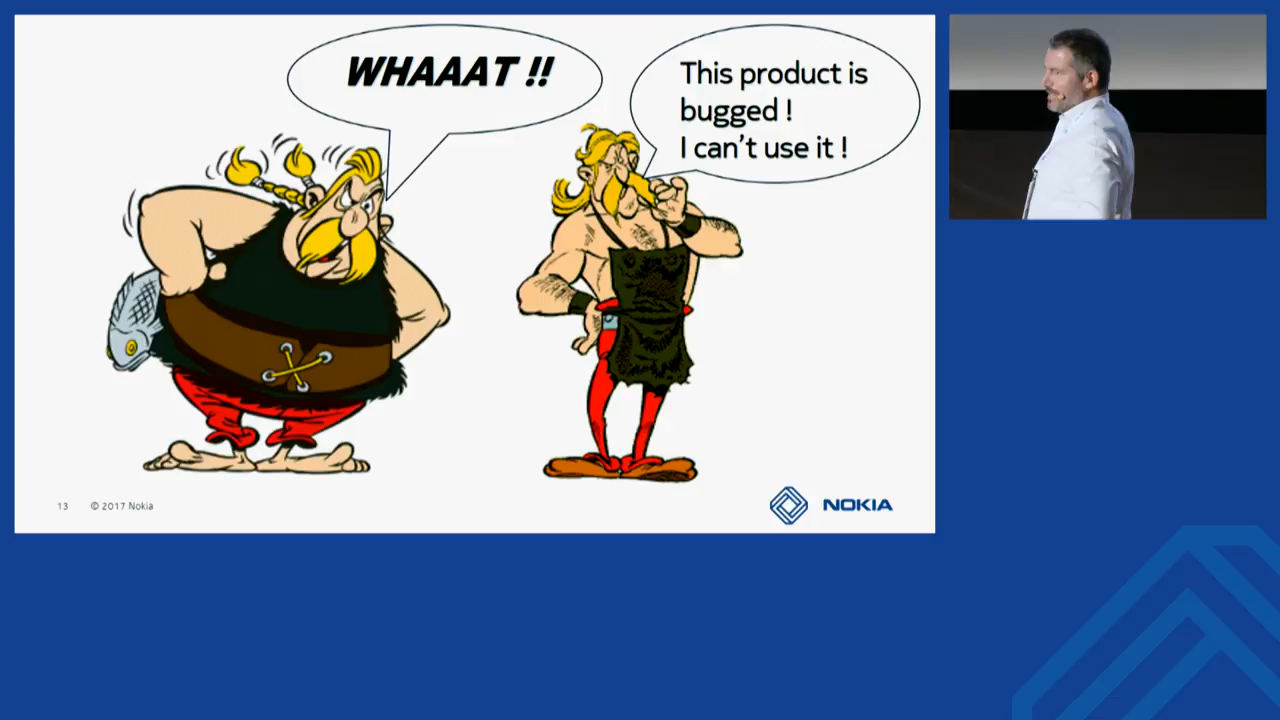 WHAAAT !!
This product is
bugged !
I can't use it !
13 © 2017 Nokia
NOKIA